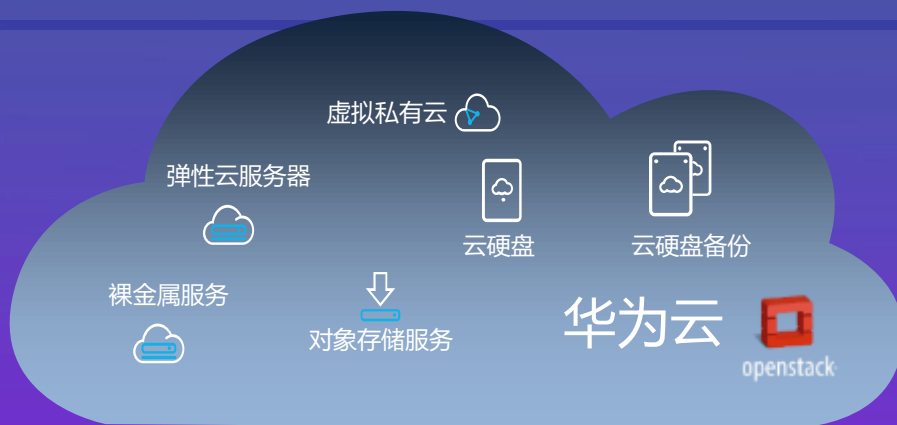 虚拟私有云
弹性云服务器
云硬盘
云硬盘备份
裸金属服务
对象存储服务
华为云
openstack